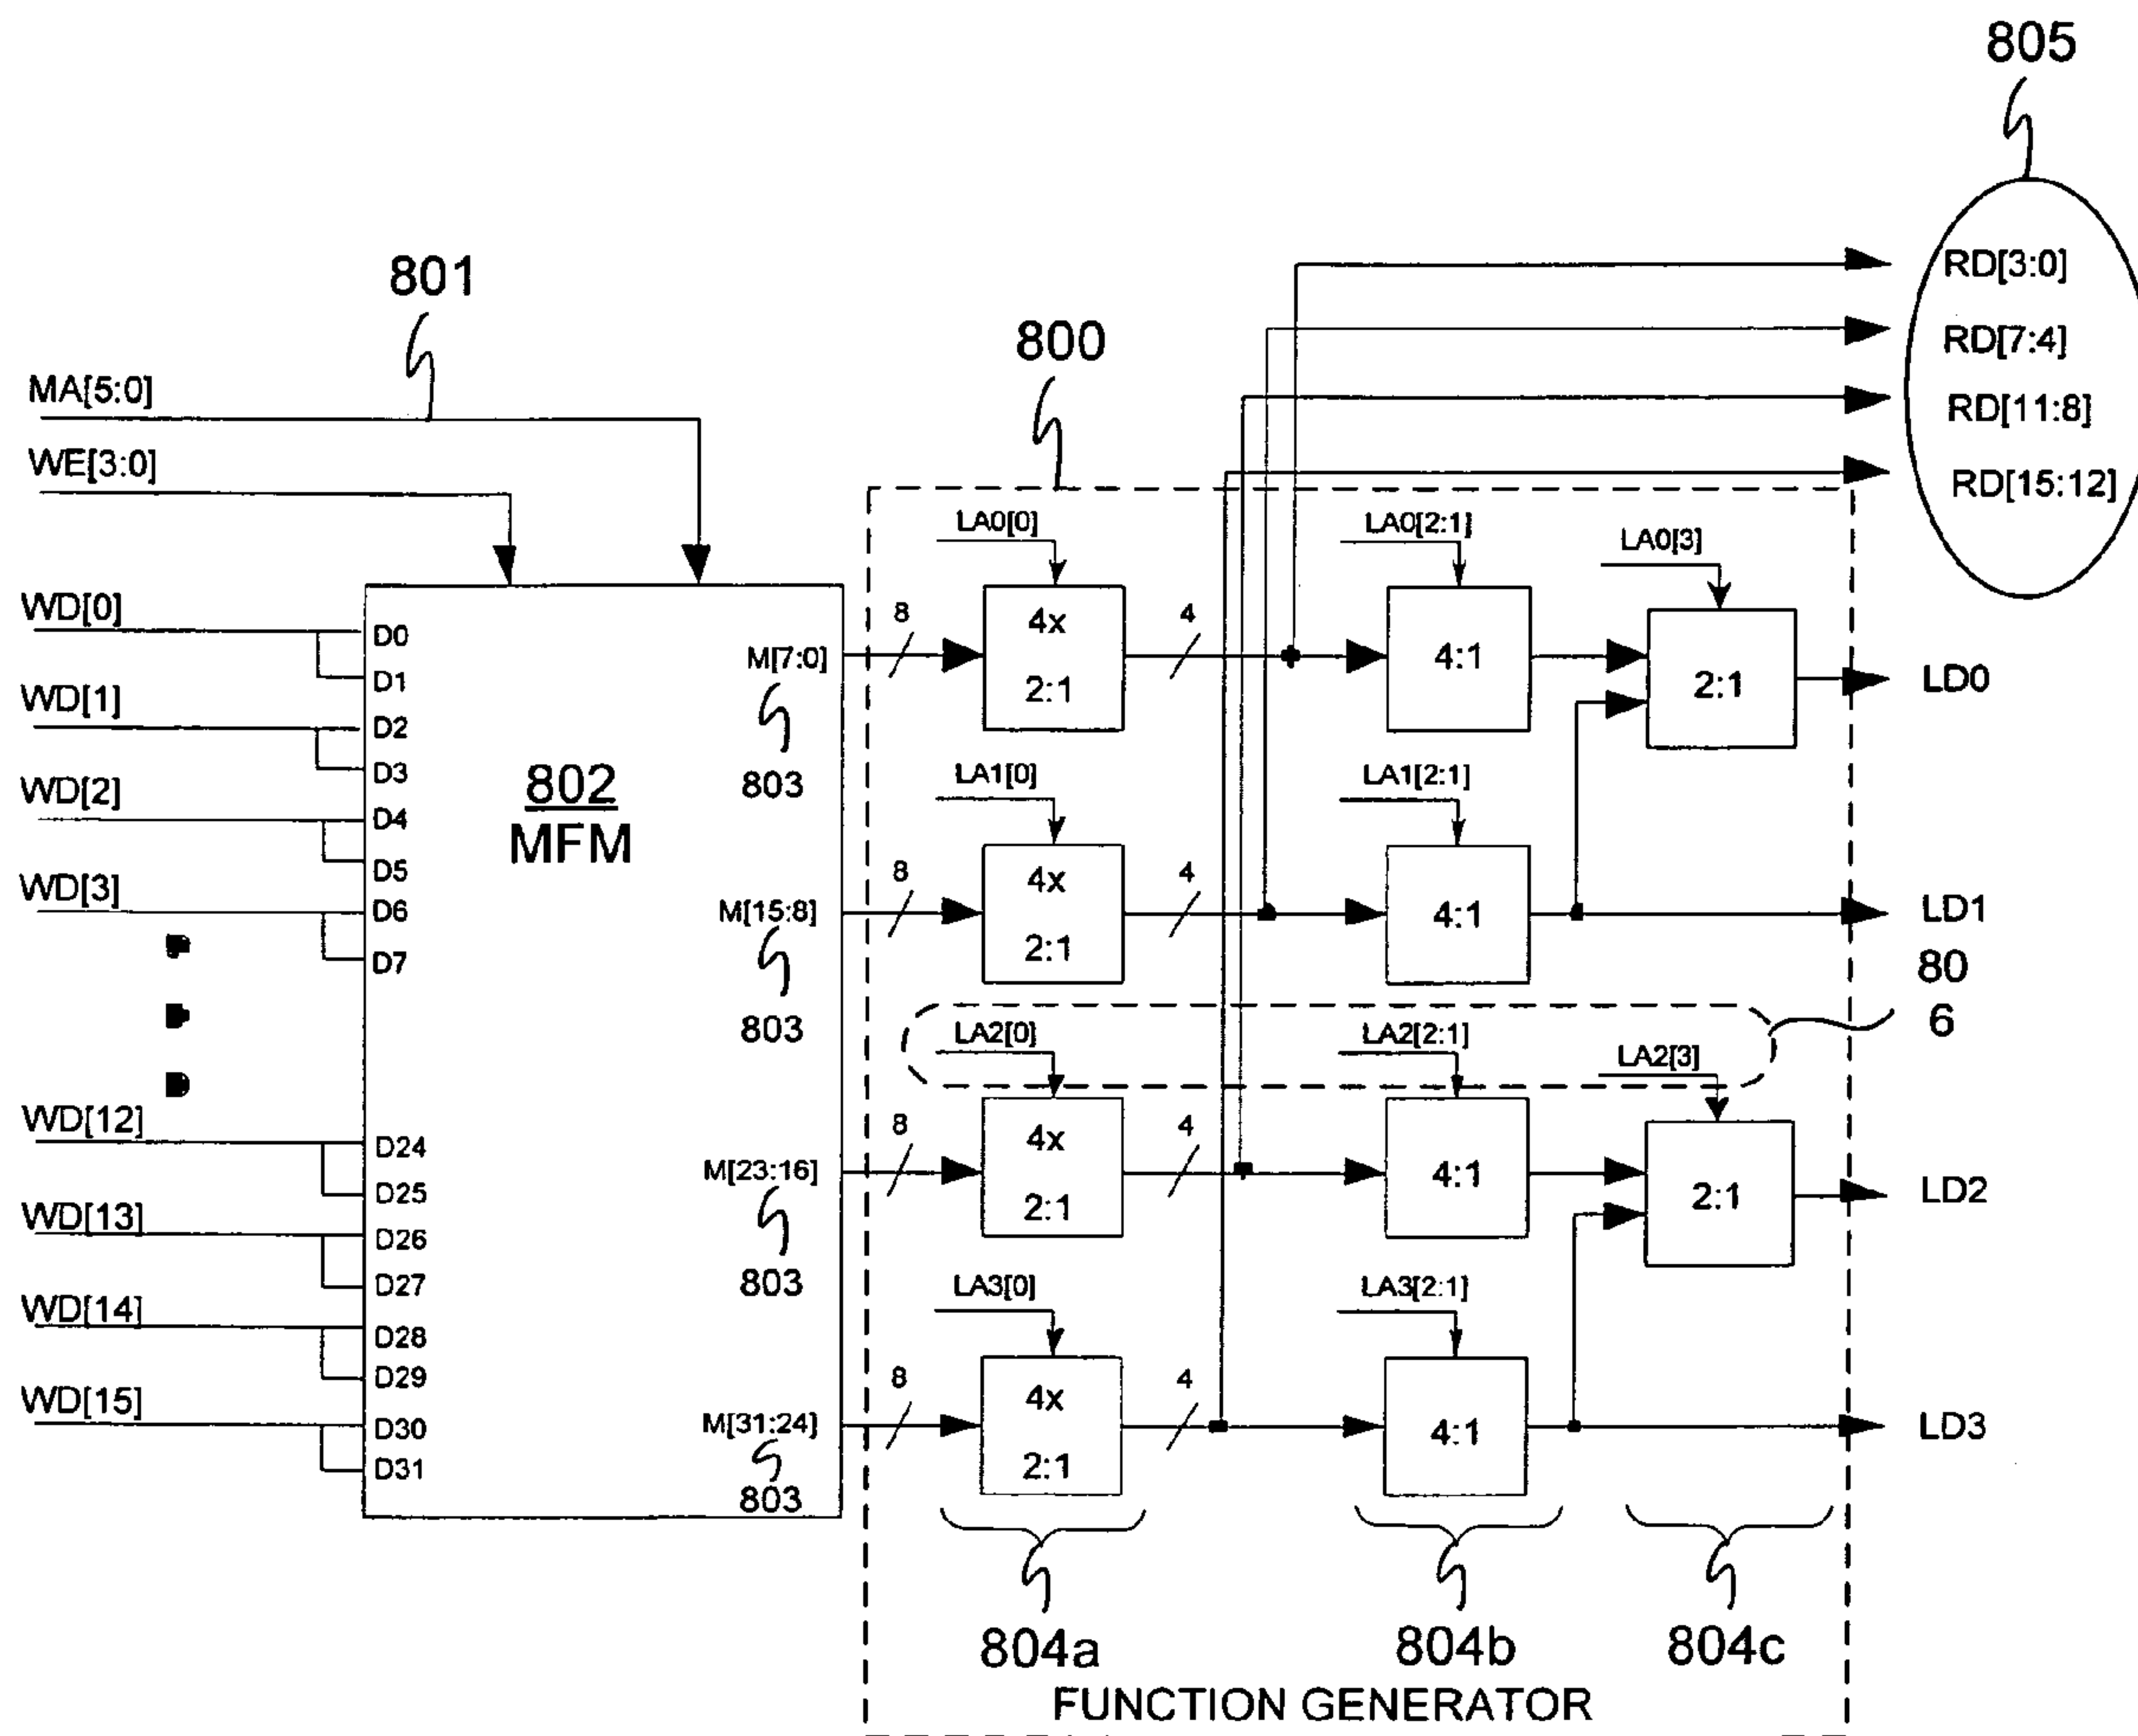 805
RD[3:0]
801
800
RD[7:4]
MA[5:0]
RD[11:8]
WE[3:0]
RD[15:12]
LA0[0]
LA0[2:1]
LA0[3]
WD[0]
D0
D1
M[7:0]
803
8
4x
2:1
4
4:1
2:1
LD0
WD[1]
D2
D3
WD[2]
D4
D5
802
MFM
LA1[0]
LA1[2:1]
WD[3]
D6
D7
M[15:8]
803
8
4x
2:1
4
4:1
LD1
80
6
LA2[0]
LA2[2:1]
LA2[3]
WD[12]
D24
D25
M[23:16]
803
8
4x
2:1
4
4:1
2:1
LD2
WD[13]
D26
D27
WD[14]
D28
D29
LA3[0]
LA3[2:1]
WD[15]
D30
D31
M[31:24]
803
8
4x
2:1
4
4:1
LD3
804a
804b
804c
FUNCTION GENERATOR